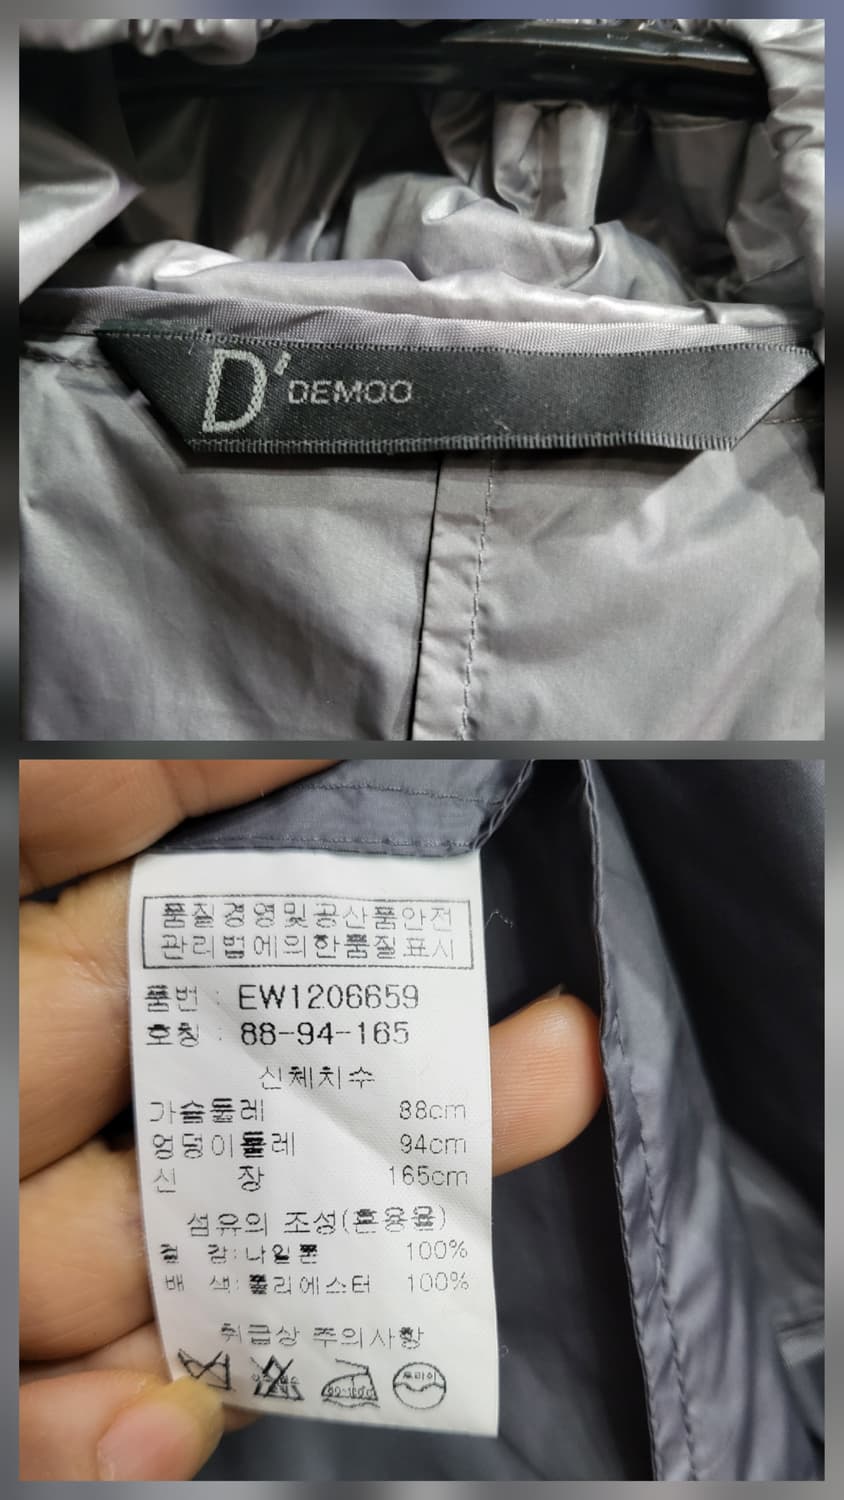 D' DEMOO
품질경영및공산품안전
관리법에의한품질표시
품번 : EW1206659
호칭 : 88-94-165
신체치수
가슴둘레 88cm
엉덩이둘레 94cm
신 장 165cm
섬유의 조성(혼용율)
겉 감: 나일론 100%
배 색: 폴리에스터 100%
취급상 주의사항
드라이